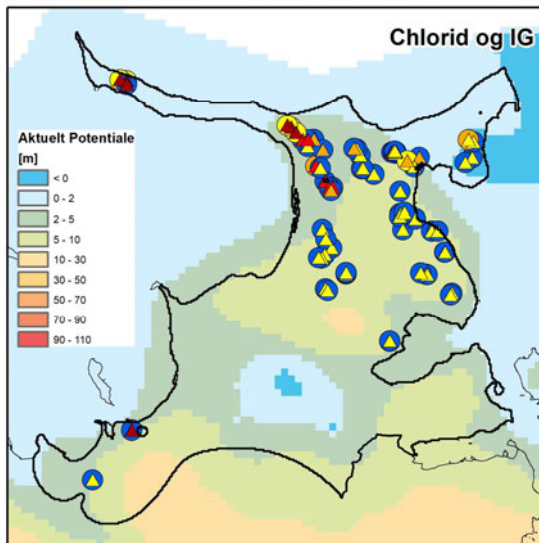 Chlorid og IG
Aktuelt Potentiale
[m]
< 0
0 - 2
2 - 5
5 - 10
10 - 30
30 - 50
50 - 70
70 - 90
90 - 110